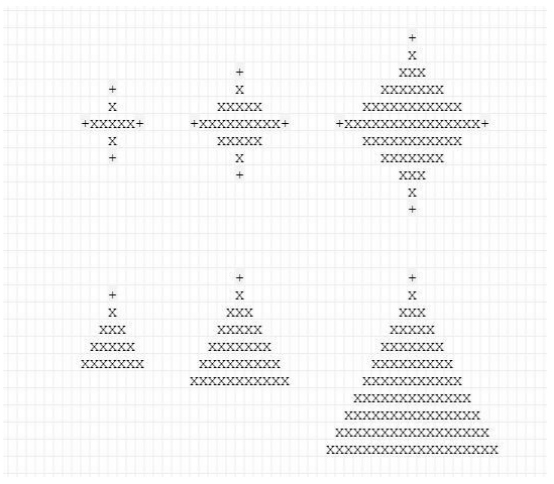 +
X
+ XXX
+ X XXXXXXX
X XXXXX XXXXXXXXXXX
+XXXXX+ +XXXXXXXXX+ +XXXXXXXXXXXXXXX+
X XXXXX XXXXXXXXXXX
+ X XXXXXXX
+ XXX
X
+
+ +
+ X X
X XXX XXX
XXX XXXXX XXXXX
XXXXX XXXXXXX XXXXXXX
XXXXXXX XXXXXXXXX XXXXXXXXX
XXXXXXXXXXX XXXXXXXXXXX
XXXXXXXXXXXXX
XXXXXXXXXXXXXXX
XXXXXXXXXXXXXXXXX
XXXXXXXXXXXXXXXXXXX